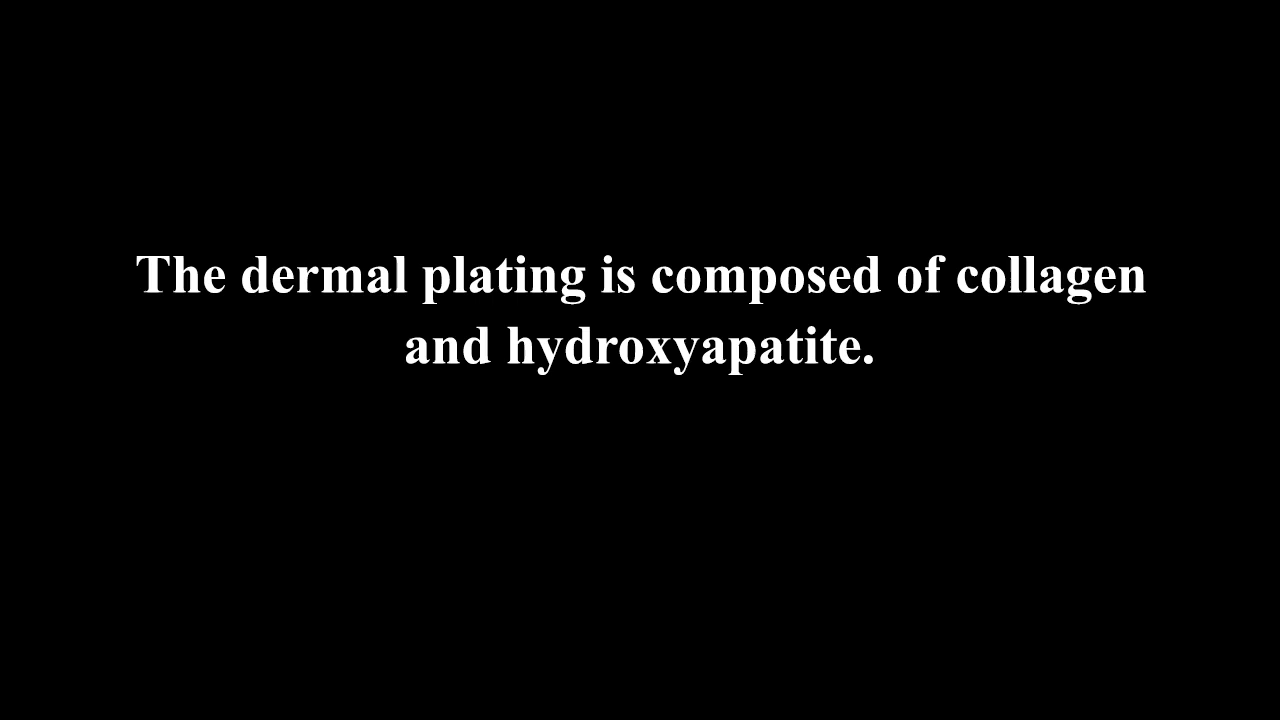 The dermal plating is composed of collagen
and hydroxyapatite.